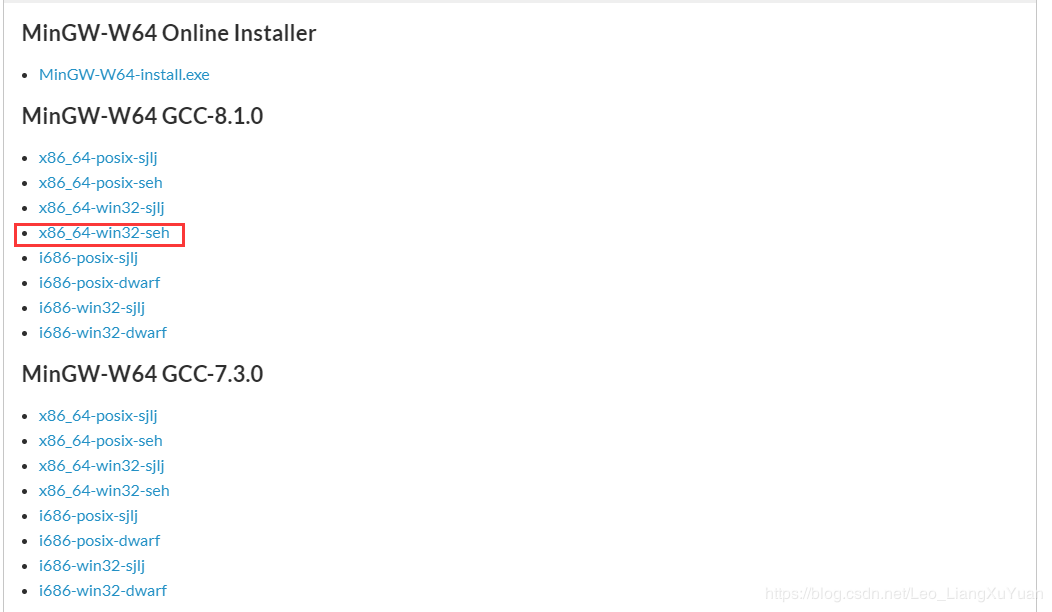 MinGW-W64 Online Installer
MinGW-W64-install.exe
MinGW-W64 GCC-8.1.0
x86_64-posix-sjlj
x86_64-posix-seh
x86_64-win32-sjlj
x86_64-win32-seh
i686-posix-sjlj
i686-posix-dwarf
i686-win32-sjlj
i686-win32-dwarf
MinGW-W64 GCC-7.3.0
x86_64-posix-sjlj
x86_64-posix-seh
x86_64-win32-sjlj
x86_64-win32-seh
i686-posix-sjlj
i686-posix-dwarf
i686-win32-sjlj
i686-win32-dwarf
https://blog.csdn.net/Leo_LiangXuYuan